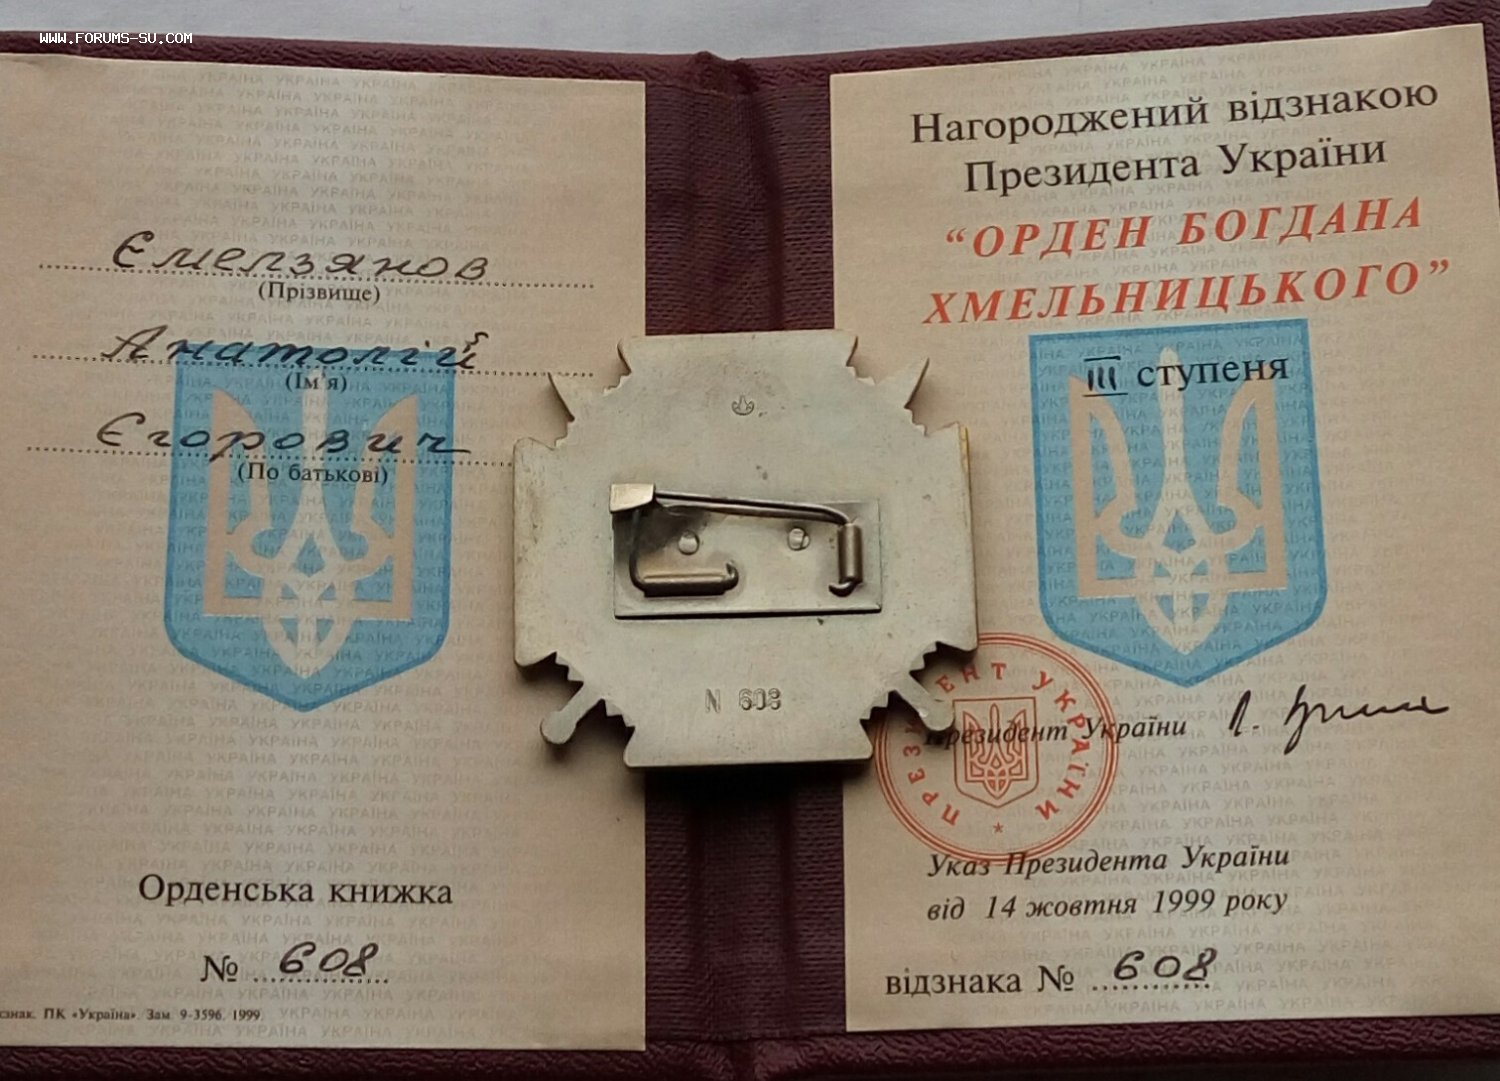 WWW.FORUMS-SU.COM
Ємелзянов
(Прізвище)
Анатолій
(Ім'я)
Єгорович
(По батькові)
Орденська книжка
№ 608
знак. ПК «Україна». Зам. 9-3596. 1999
N 608
Нагороджений відзнакою
Президента України
“ОРДЕН БОГДАНА
ХМЕЛЬНИЦЬКОГО”
III ступеня
Президент України
ПРЕЗИДЕНТ УКРАЇНИ
Указ Президента України
від 14 жовтня 1999 року
відзнака № 608